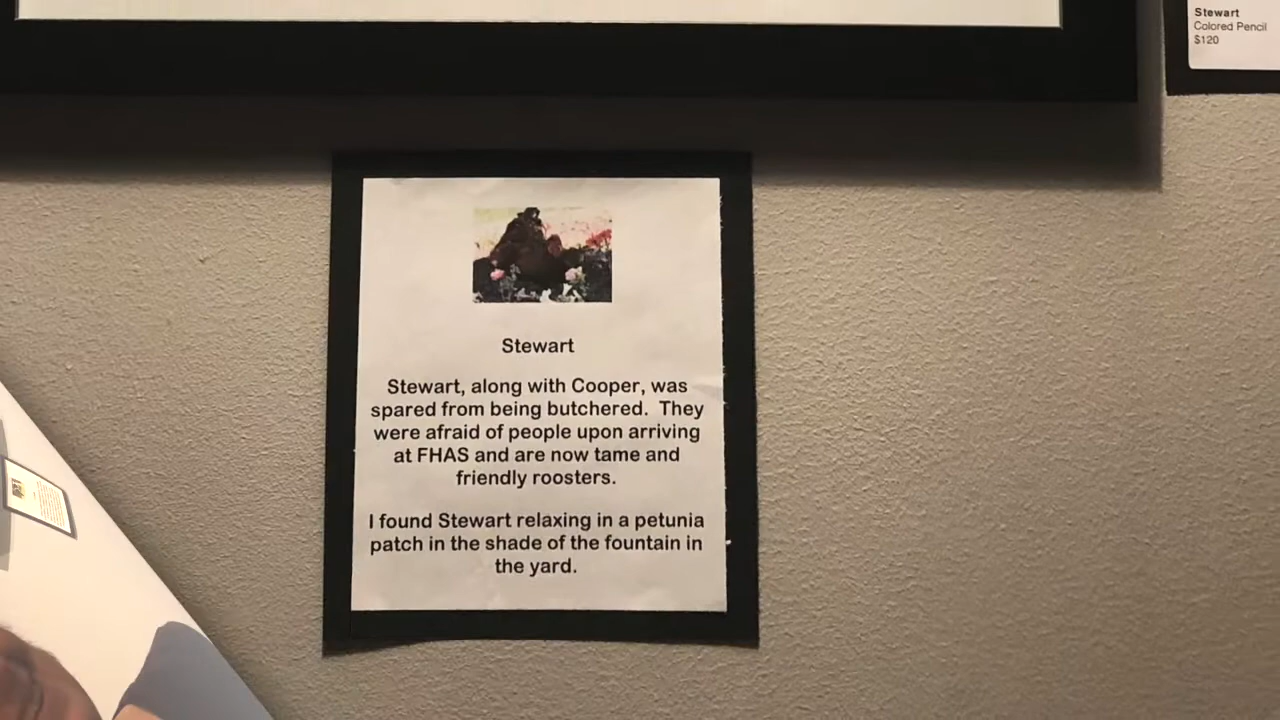 Stewart
Colored Pencil
$120
Stewart
Stewart, along with Cooper, was
spared from being butchered. They
were afraid of people upon arriving
at FHAS and are now tame and
friendly roosters.
I found Stewart relaxing in a petunia
patch in the shade of the fountain in
the yard.